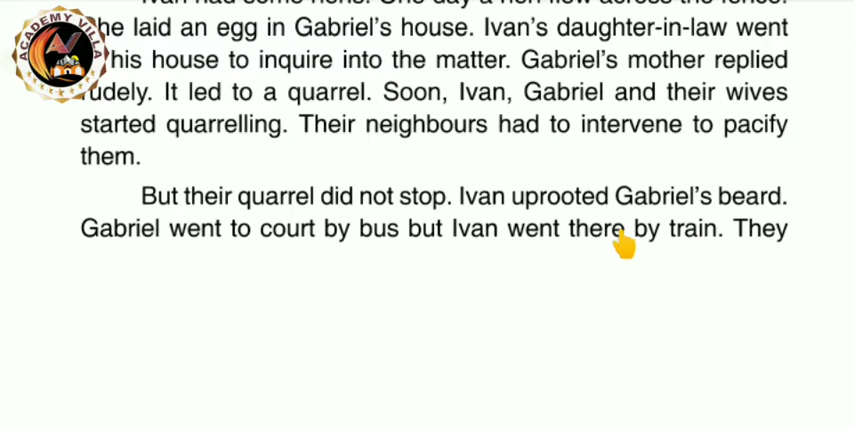 Ivan had some hens. One day a hen flew across the fence.
he laid an egg in Gabriel's house. Ivan's daughter-in-law went
his house to inquire into the matter. Gabriel's mother replied
rudely. It led to a quarrel. Soon, Ivan, Gabriel and their wives
started quarrelling. Their neighbours had to intervene to pacify
them.
But their quarrel did not stop. Ivan uprooted Gabriel's beard.
Gabriel went to court by bus but Ivan went there by train. They
ACADEMY VILLA
AV